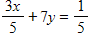 3x/5 + 7y = 1/5